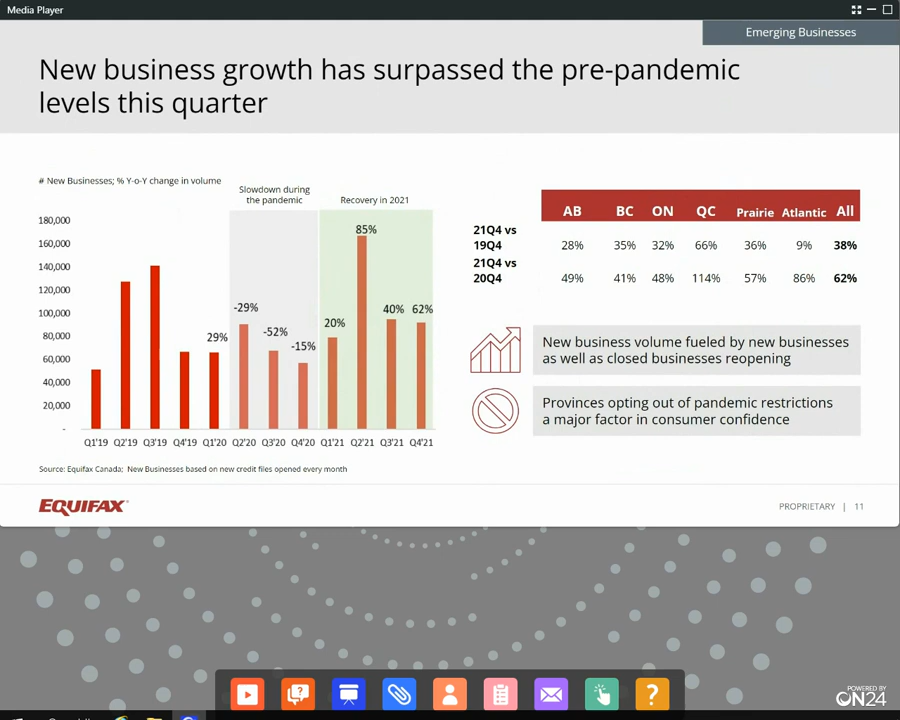 Media Player
Emerging Businesses
New business growth has surpassed the pre-pandemic
levels this quarter
# New Businesses; % Y-o-Y change in volume
Slowdown during
the pandemic
Recovery in 2021
180,000
160,000
140,000
120,000
100,000
80,000
60,000
40,000
20,000
-
29%
-29%
-52%
-15%
20%
85%
40%
62%
Q1'19 Q2'19 Q3'19 Q4'19 Q1'20 Q2'20 Q3'20 Q4'20 Q1'21 Q2'21 Q3'21 Q4'21
Source: Equifax Canada; New Businesses based on new credit files opened every month
AB BC ON QC Prairie Atlantic All
21Q4 vs
19Q4 28% 35% 32% 66% 36% 9% 38%
21Q4 vs
20Q4 49% 41% 48% 114% 57% 86% 62%
New business volume fueled by new businesses
as well as closed businesses reopening
Provinces opting out of pandemic restrictions
a major factor in consumer confidence
EQUIFAX
PROPRIETARY | 11
POWERED BY
ON24